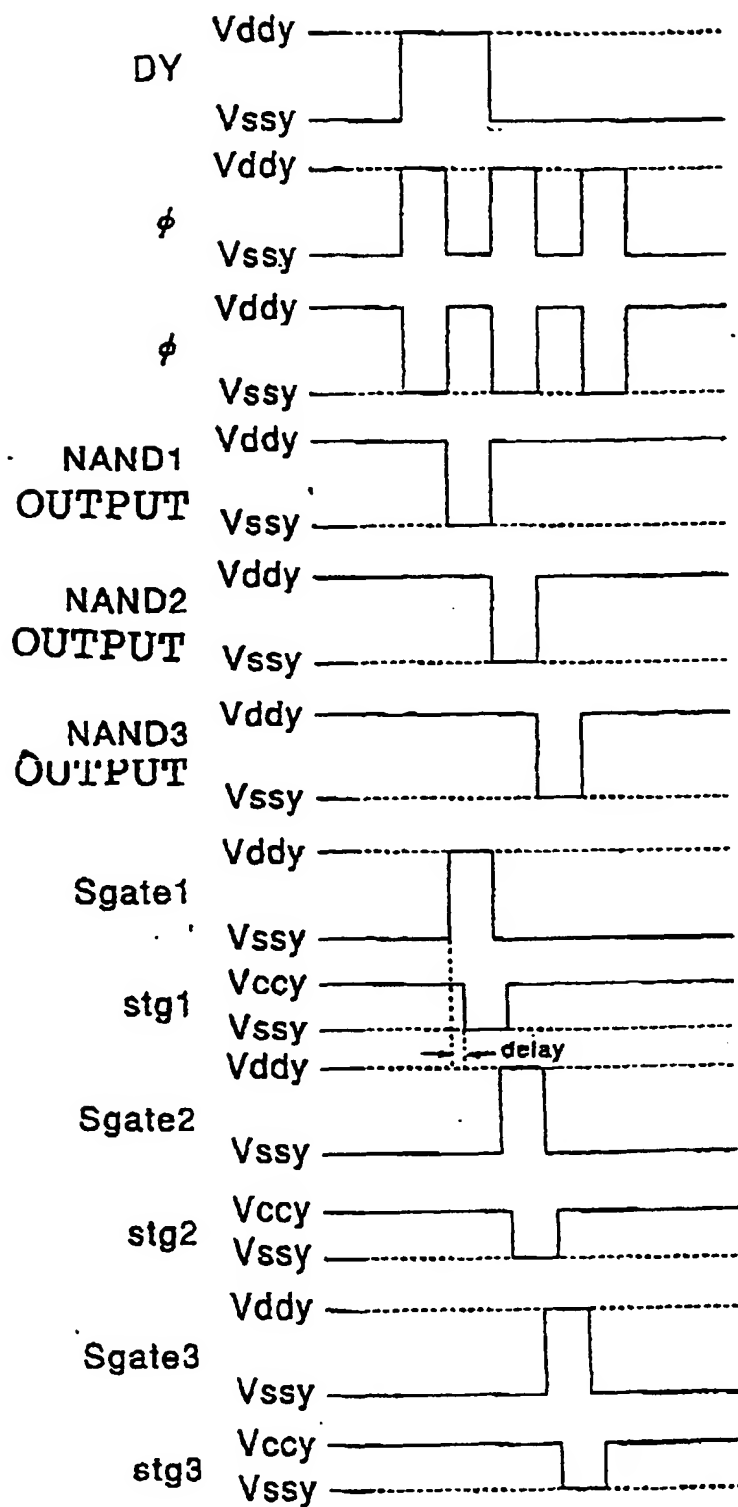 Vddy
DY
Vssy
Vddy
ϕ
Vssy
Vddy
ϕ
Vssy
Vddy
NAND1
OUTPUT
Vssy
Vddy
NAND2
OUTPUT
Vssy
Vddy
NAND3
OUTPUT
Vssy
Vddy
Sgate1
Vssy
Vccy
stg1
Vssy
delay
Vddy
Sgate2
Vssy
Vccy
stg2
Vssy
Vddy
Sgate3
Vssy
Vccy
stg3
Vssy